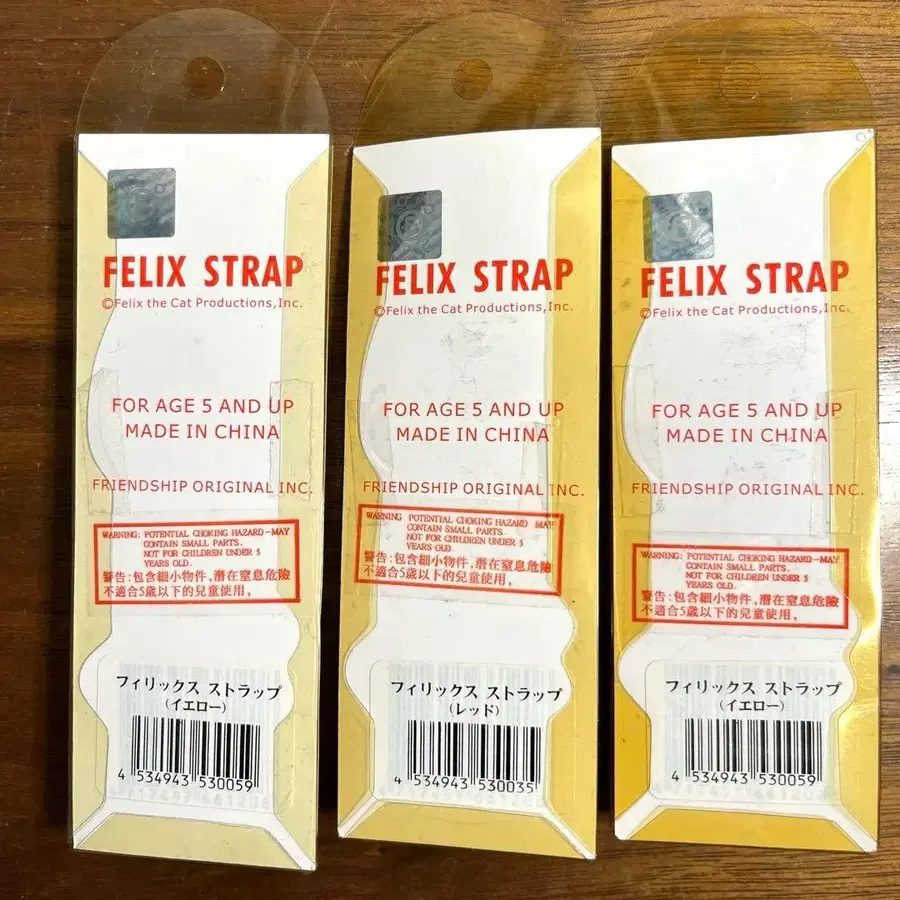 FELIX STRAP
©Felix the Cat Productions,Inc.
FOR AGE 5 AND UP
MADE IN CHINA
FRIENDSHIP ORIGINAL INC.
WARNING: POTENTIAL CHOKING HAZARD-MAY
CONTAIN SMALL PARTS.
NOT FOR CHILDREN UNDER 5
YEARS OLD.
警告:包含細小物件,潛在窒息危險
不適合5歲以下的兒童使用。
フィリックス ストラップ
(イエロー)
4 534943 530059
FELIX STRAP
©Felix the Cat Productions,Inc.
FOR AGE 5 AND UP
MADE IN CHINA
FRIENDSHIP ORIGINAL INC.
WARNING POTENTIAL CHOKING HAZARD MAY
CONTAIN SMALL PARTS.
NOT FOR CHILDREN UNDER 5
YEARS OLD
警告:包含細小物件,潛在窒息危險
不適合5歲以下的兒童使用。
フィリックス ストラップ
(レッド)
4 534943 530035
FELIX STRAP
©Felix the Cat Productions,Inc.
FOR AGE 5 AND UP
MADE IN CHINA
FRIENDSHIP ORIGINAL INC.
WARNING: POTENTIAL CHOKING HAZARD-MAY
CONTAIN SMALL PARTS.
NOT FOR CHILDREN UNDER 5
YEARS OLD.
警告:包含細小物件,潛在窒息危險
不適合5歲以下的兒童使用。
フィリックス ストラップ
(イエロー)
4 534943 530059